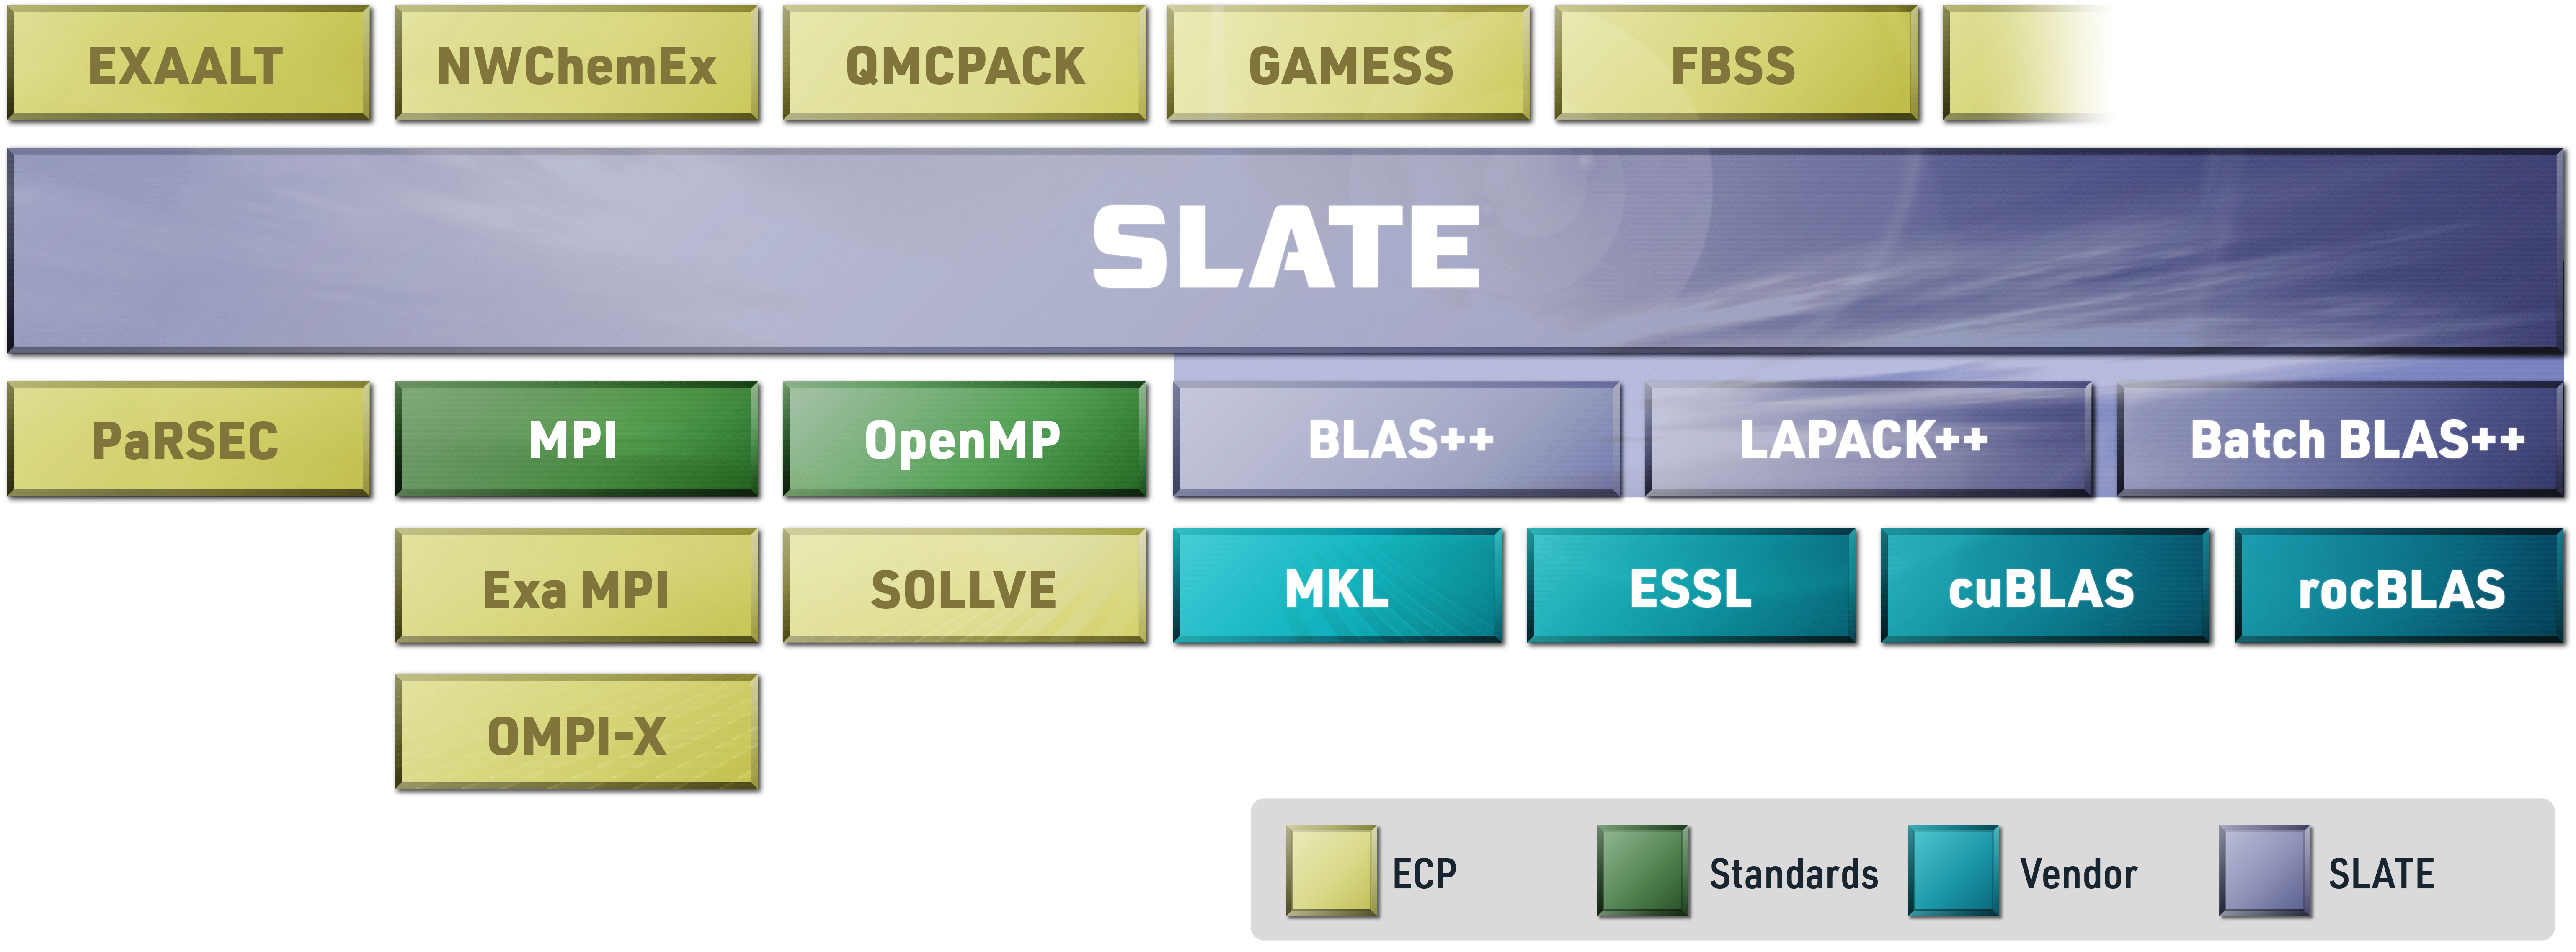 EXAALT NWChemEx QMCPACK GAMESS FBSS
SLATE
PaRSEC MPI OpenMP BLAS++ LAPACK++ Batch BLAS++
Exa MPI SOLLVE MKL ESSL cuBLAS rocBLAS
OMPI-X
ECP Standards Vendor SLATE